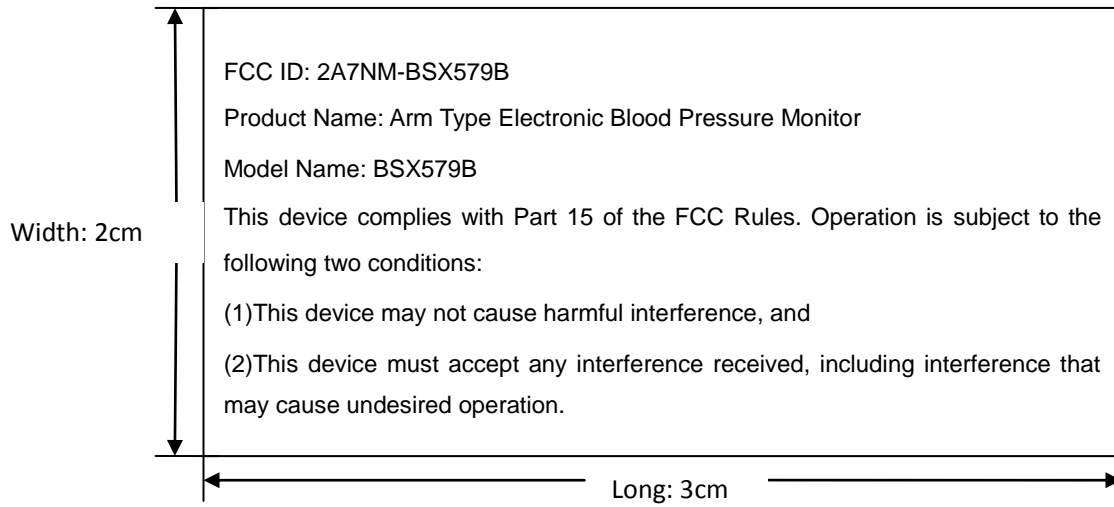 FCC ID: 2A7NM-BSX579B
Product Name: Arm Type Electronic Blood Pressure Monitor
Model Name: BSX579B
This device complies with Part 15 of the FCC Rules. Operation is subject to the
Width: 2cm
following two conditions:
(1)This device may not cause harmful interference, and
(2)This device must accept any interference received, including interference that
may cause undesired operation.
Long: 3cm